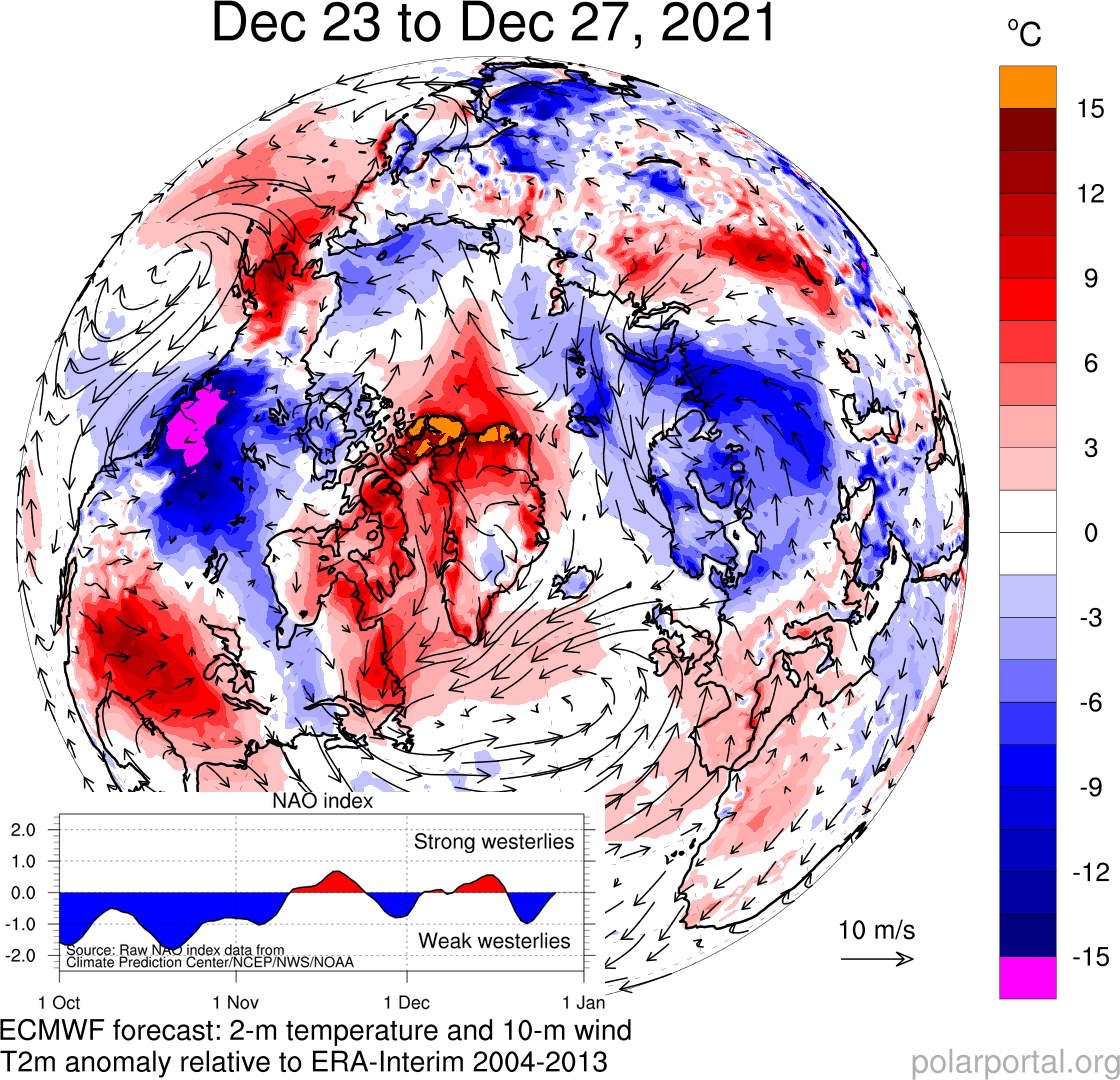 Dec 23 to Dec 27, 2021
°C
15
12
9
6
3
0
-3
-6
-9
-12
-15
10 m/s
NAO index
2.0
1.0
0.0
-1.0
-2.0
Strong westerlies
Weak westerlies
Source: Raw NAO index data from
Climate Prediction Center/NCEP/NWS/NOAA
1 Oct 1 Nov 1 Dec 1 Jan
ECMWF forecast: 2-m temperature and 10-m wind
T2m anomaly relative to ERA-Interim 2004-2013
polarportal.org